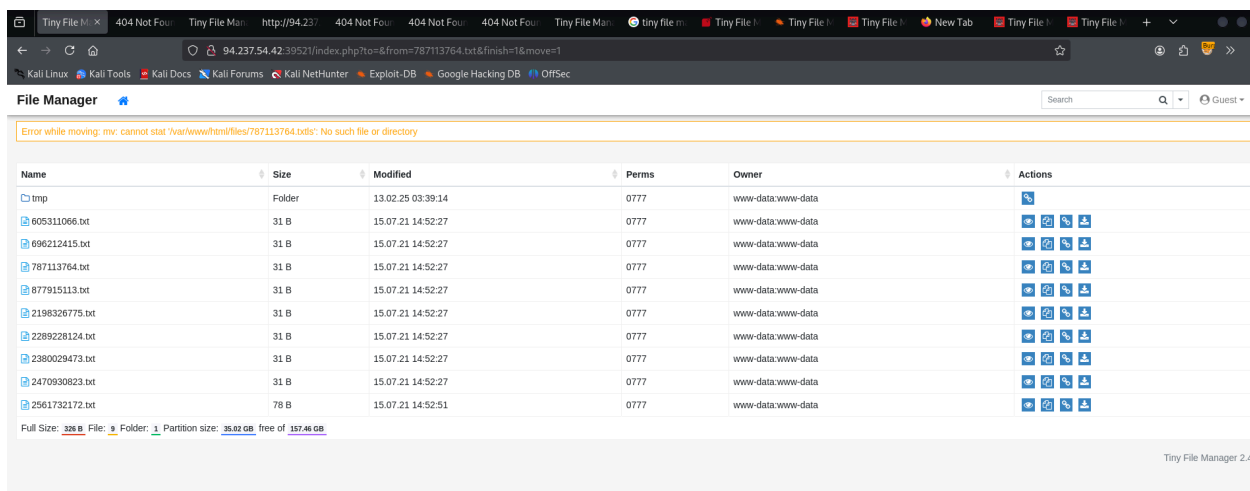 Tiny File M 404 Not Foun Tiny File Man http://94.237 404 Not Foun 404 Not Foun 404 Not Foun Tiny File Man tiny file m Tiny File M Tiny File M Tiny File M New Tab Tiny File M Tiny File M
94.237.54.42:39521/index.php?to=&from=787113764.txt&finish=1&move=1
Kali Linux Kali Tools Kali Docs Kali Forums Kali NetHunter Exploit-DB Google Hacking DB OffSec
File Manager Search Guest
Error while moving: mv: cannot stat '/var/www/html/files/787113764.txtls': No such file or directory
Name Size Modified Perms Owner Actions
tmp Folder 13.02.25 03:39:14 0777 www-data:www-data
605311066.txt 31 B 15.07.21 14:52:27 0777 www-data:www-data
696212415.txt 31 B 15.07.21 14:52:27 0777 www-data:www-data
787113764.txt 31 B 15.07.21 14:52:27 0777 www-data:www-data
877915113.txt 31 B 15.07.21 14:52:27 0777 www-data:www-data
2198326775.txt 31 B 15.07.21 14:52:27 0777 www-data:www-data
2289228124.txt 31 B 15.07.21 14:52:27 0777 www-data:www-data
2380029473.txt 31 B 15.07.21 14:52:27 0777 www-data:www-data
2470930823.txt 31 B 15.07.21 14:52:27 0777 www-data:www-data
2561732172.txt 78 B 15.07.21 14:52:51 0777 www-data:www-data
Full Size: 326 B File: 9 Folder: 1 Partition size: 35.02 GB free of 157.46 GB
Tiny File Manager 2.4